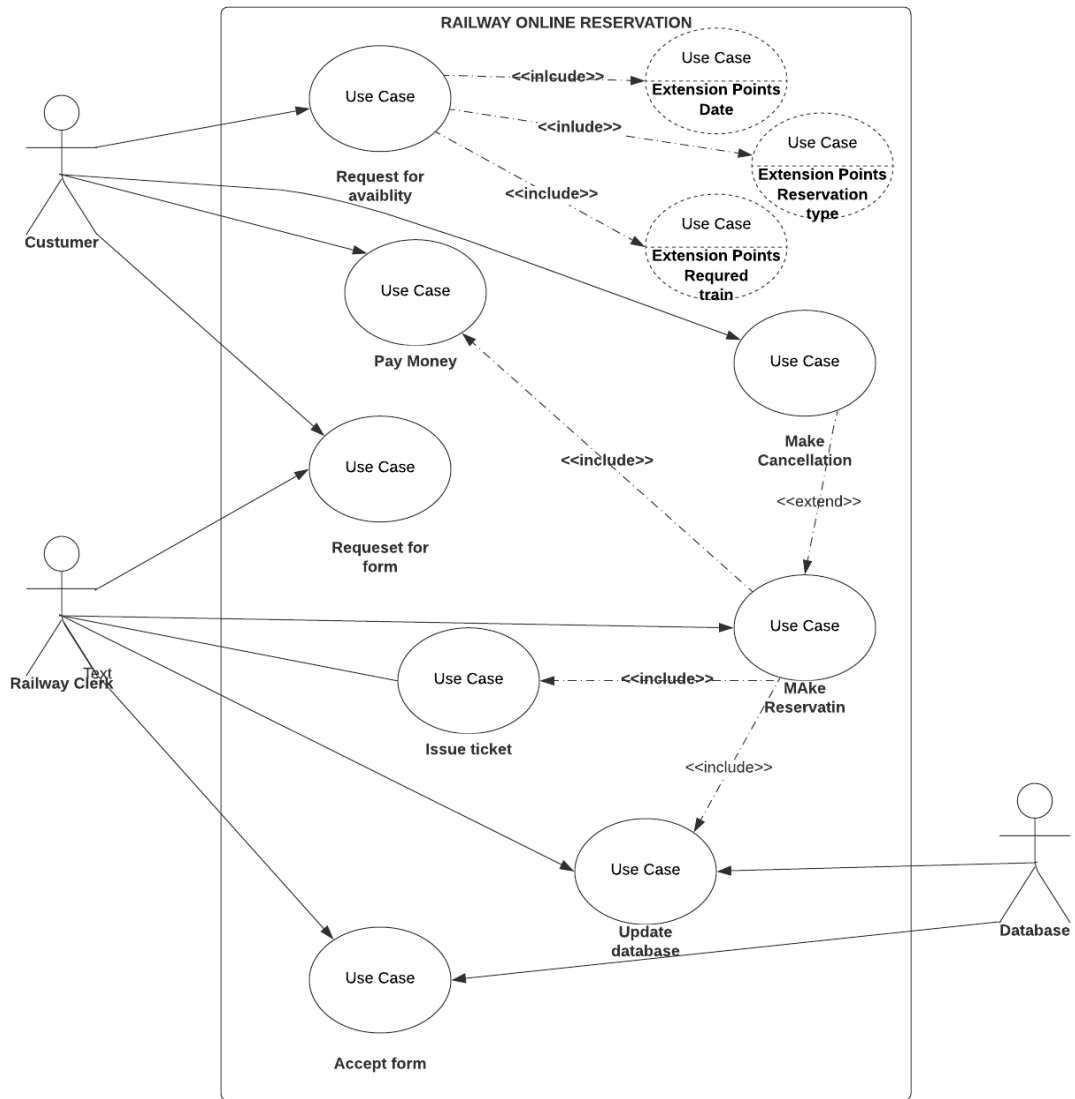 RAILWAY ONLINE RESERVATION
Use Case
<<inlcude>>
Use Case
Extension Points
Date
<<inlude>>
Use Case
Extension Points
Reservation
type
Request for
avaiblity
<<include>>
Use Case
Extension Points
Requred
train
Custumer
Use Case
Pay Money
Use Case
Make
Cancellation
<<include>>
<<extend>>
Use Case
Requeset for
form
Use Case
MAke
Reservatin
Text
Railway Clerk
Use Case
<<include>>
Issue ticket
<<include>>
Use Case
Update
database
Database
Use Case
Accept form